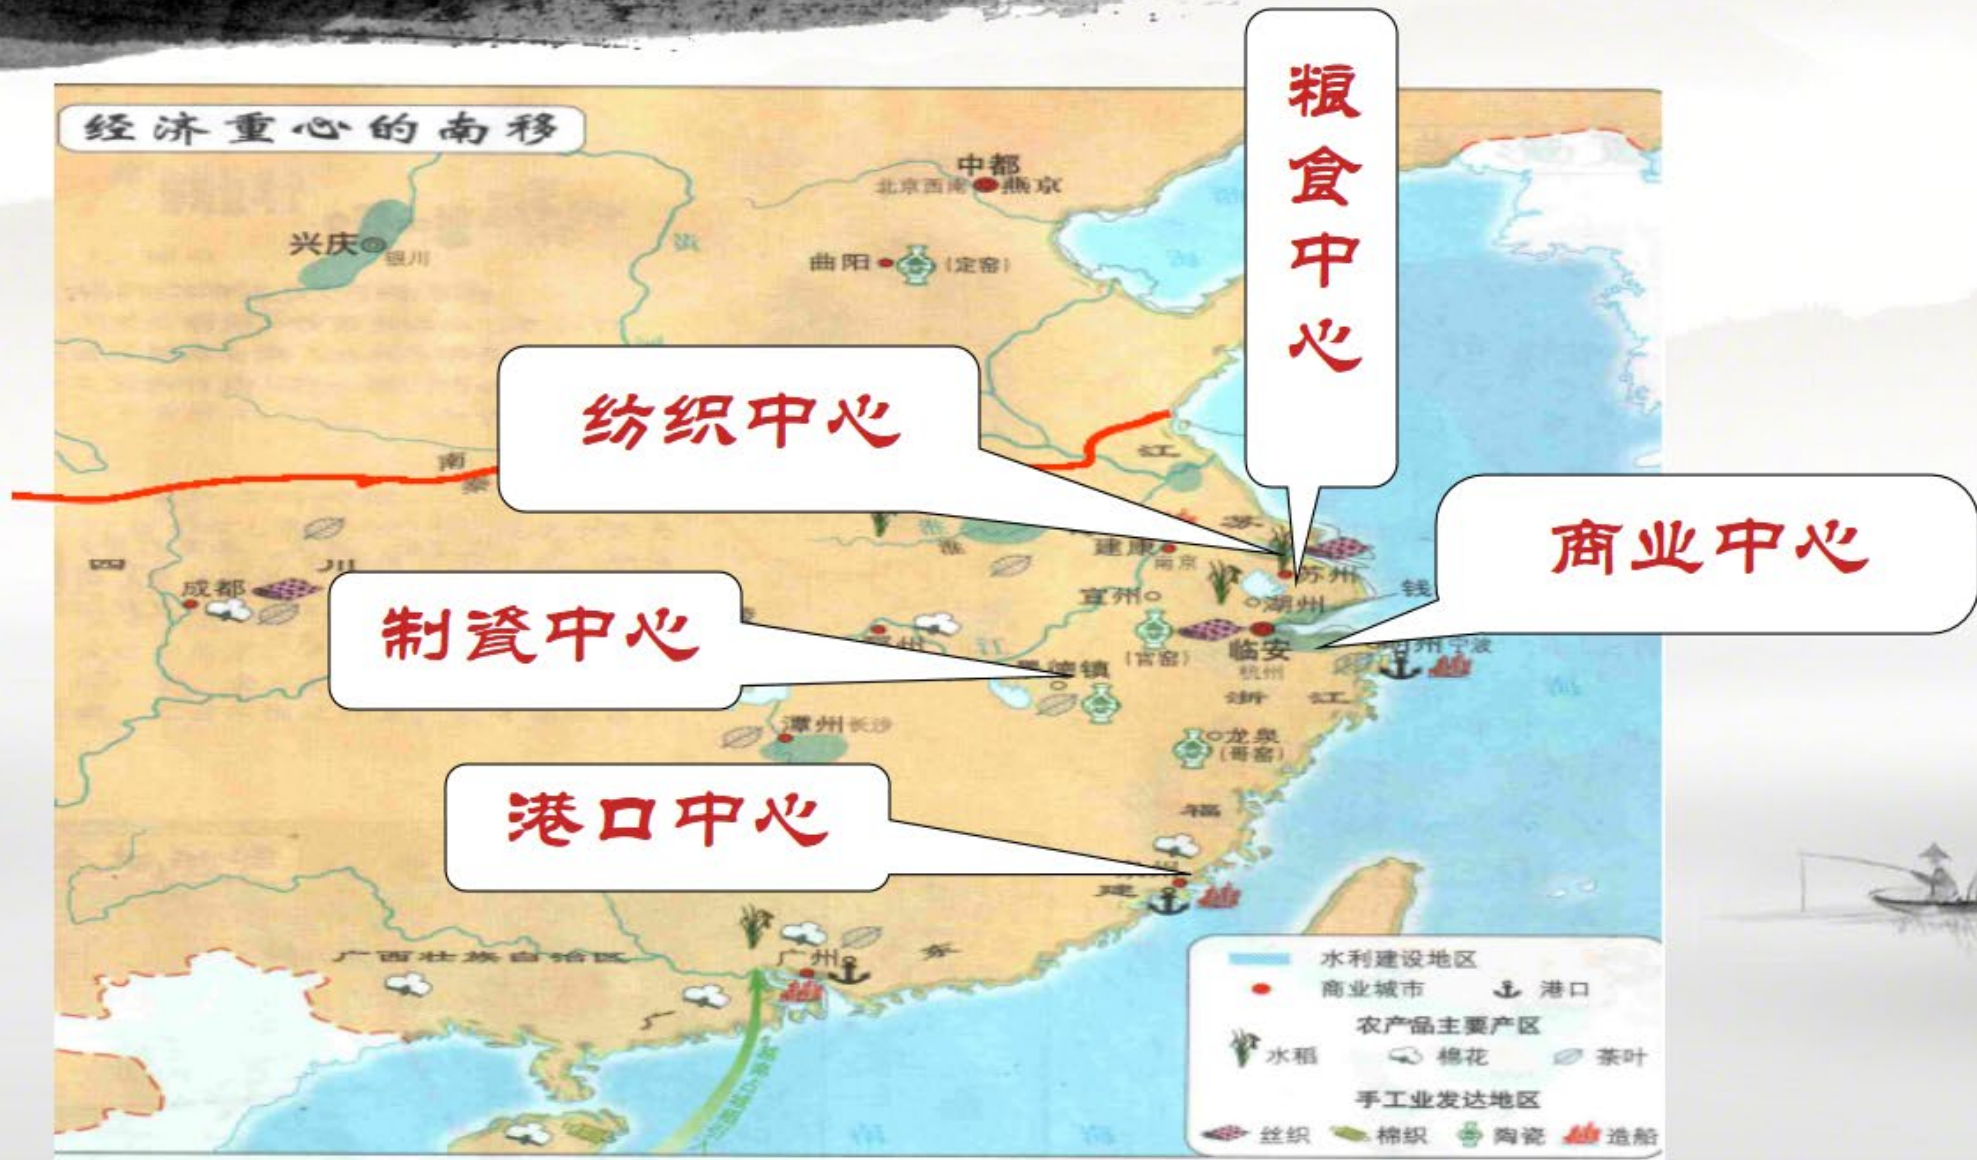 经济重心的南移
粮食中心
中都
北京西南
燕京
兴庆
银川
曲阳
(定窑)
纺织中心
江
南
秦
商业中心
四
川
成都
建康
南京
苏
苏州
宣州
湖州
钱
制瓷中心
临安
杭州
(官窑)
宁波
浙
江
潭州 长沙
龙泉
(哥窑)
港口中心
福
建
广西壮族自治区
广州
东
水利建设地区
商业城市
港口
农产品主要产区
水稻
棉花
茶叶
手工业发达地区
丝织
棉织
陶瓷
造船